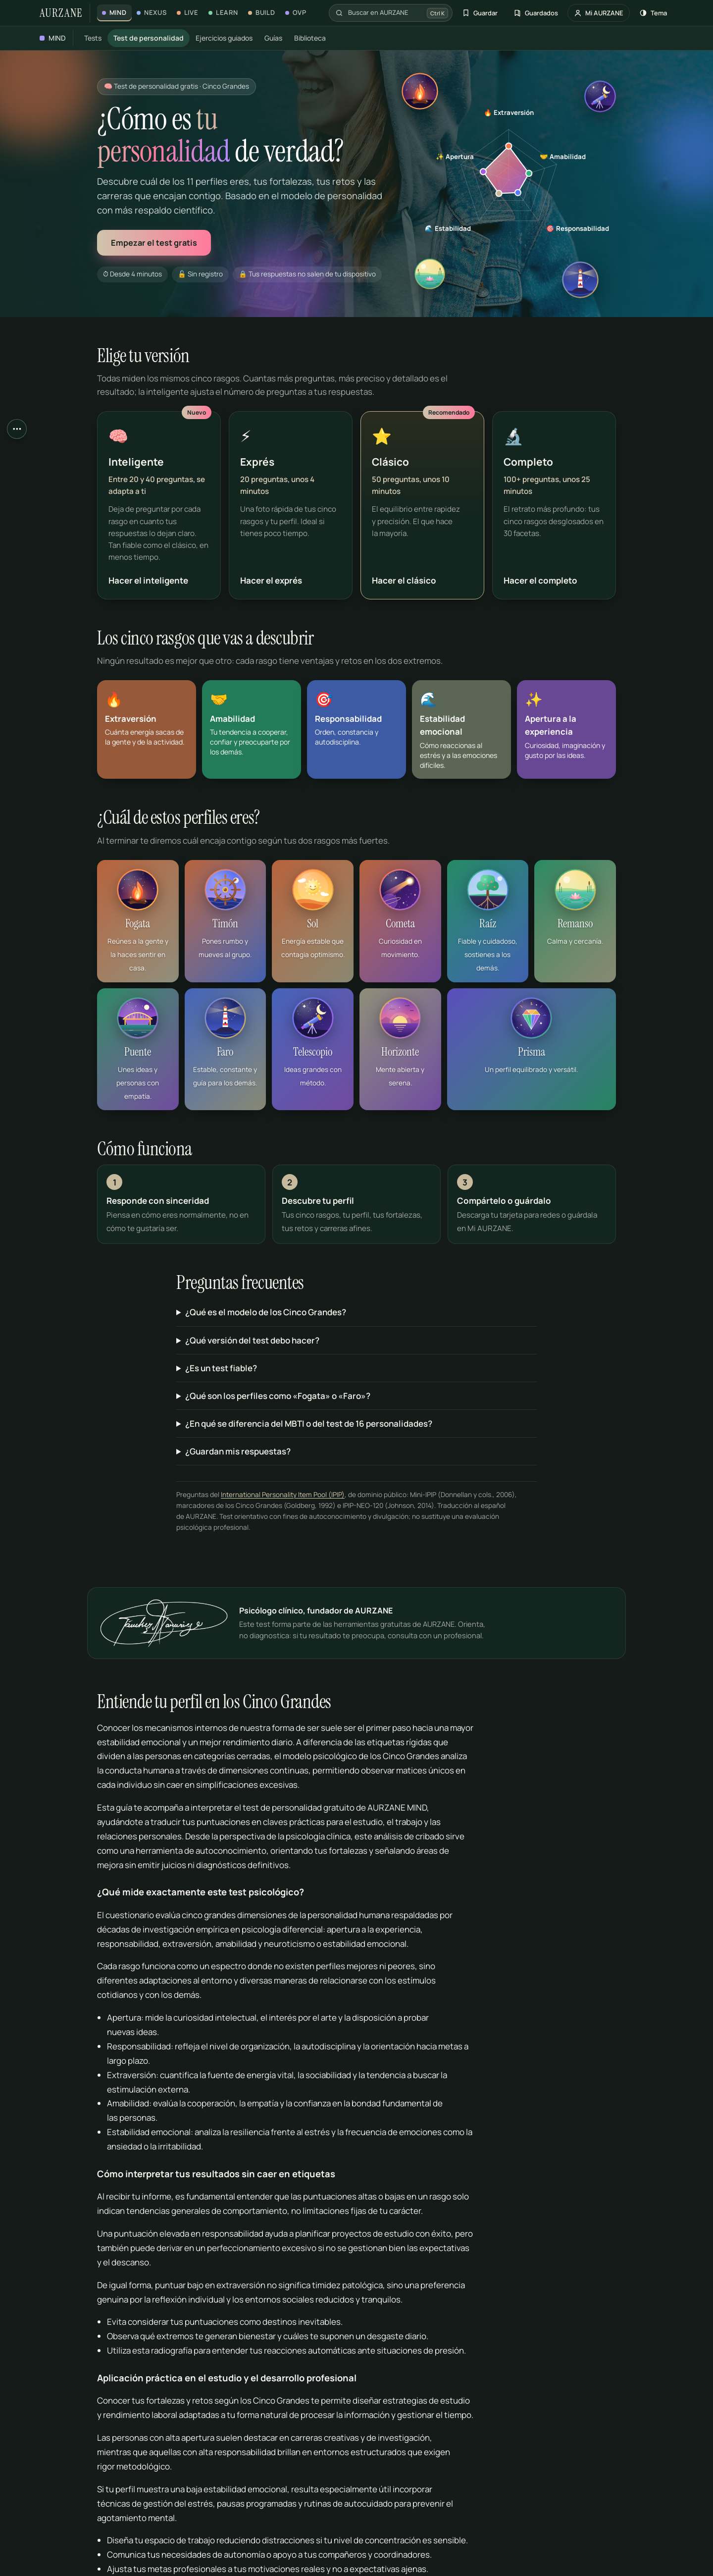 AURZANE
MIND
NEXUS
LIVE
LEARN
BUILD
OVP
Buscar en AURZANE
Ctrl K
Guardar
Guardados
Mi AURZANE
Tema
MIND
Tests
Test de personalidad
Ejercicios guiados
Guías
Biblioteca
🧠 Test de personalidad gratis · Cinco Grandes
¿Cómo es tu
personalidad de verdad?
Descubre cuál de los 11 perfiles eres, tus fortalezas, tus retos y las
carreras que encajan contigo. Basado en el modelo de personalidad
con más respaldo científico.
Empezar el test gratis
⏱ Desde 4 minutos
🔓 Sin registro
🔒 Tus respuestas no salen de tu dispositivo
🔥 Extraversión
✨ Apertura
🤝 Amabilidad
🌊 Estabilidad
🎯 Responsabilidad
Elige tu versión
Todas miden los mismos cinco rasgos. Cuantas más preguntas, más preciso y detallado es el
resultado; la inteligente ajusta el número de preguntas a tus respuestas.
Nuevo
Inteligente
Entre 20 y 40 preguntas, se
adapta a ti
Deja de preguntar por cada
rasgo en cuanto tus
respuestas lo dejan claro.
Tan fiable como el clásico, en
menos tiempo.
Hacer el inteligente
Exprés
20 preguntas, unos 4
minutos
Una foto rápida de tus cinco
rasgos y tu perfil. Ideal si
tienes poco tiempo.
Hacer el exprés
Recomendado
Clásico
50 preguntas, unos 10
minutos
El equilibrio entre rapidez
y precisión. El que hace
la mayoría.
Hacer el clásico
Completo
100+ preguntas, unos 25
minutos
El retrato más profundo: tus
cinco rasgos desglosados en
30 facetas.
Hacer el completo
Los cinco rasgos que vas a descubrir
Ningún resultado es mejor que otro: cada rasgo tiene ventajas y retos en los dos extremos.
Extraversión
Cuánta energía sacas de
la gente y de la actividad.
Amabilidad
Tu tendencia a cooperar,
confiar y preocuparte por
los demás.
Responsabilidad
Orden, constancia y
autodisciplina.
Estabilidad
emocional
Cómo reaccionas al
estrés y a las emociones
difíciles.
Apertura a la
experiencia
Curiosidad, imaginación y
gusto por las ideas.
¿Cuál de estos perfiles eres?
Al terminar te diremos cuál encaja contigo según tus dos rasgos más fuertes.
Fogata
Reúnes a la gente y
la haces sentir en
casa.
Timón
Pones rumbo y
mueves al grupo.
Sol
Energía estable que
contagia optimismo.
Cometa
Curiosidad en
movimiento.
Raíz
Fiable y cuidadoso,
sostienes a los
demás.
Remanso
Calma y cercanía.
Puente
Unes ideas y
personas con
empatía.
Faro
Estable, constante y
guía para los demás.
Telescopio
Ideas grandes con
método.
Horizonte
Mente abierta y
serena.
Prisma
Un perfil equilibrado y versátil.
Cómo funciona
1
Responde con sinceridad
Piensa en cómo eres normalmente, no en
cómo te gustaría ser.
2
Descubre tu perfil
Tus cinco rasgos, tu perfil, tus fortalezas,
tus retos y carreras afines.
3
Compártelo o guárdalo
Descarga tu tarjeta para redes o guárdala
en Mi AURZANE.
Preguntas frecuentes
¿Qué es el modelo de los Cinco Grandes?
¿Qué versión del test debo hacer?
¿Es un test fiable?
¿Qué son los perfiles como «Fogata» o «Faro»?
¿En qué se diferencia del MBTI o del test de 16 personalidades?
¿Guardan mis respuestas?
Preguntas del International Personality Item Pool (IPIP), de dominio público: Mini-IPIP (Donnellan y cols., 2006),
marcadores de los Cinco Grandes (Goldberg, 1992) e IPIP-NEO-120 (Johnson, 2014). Traducción al español
de AURZANE. Test orientativo con fines de autoconocimiento y divulgación; no sustituye una evaluación
psicológica profesional.
Psicólogo clínico, fundador de AURZANE
Este test forma parte de las herramientas gratuitas de AURZANE. Orienta,
no diagnostica: si tu resultado te preocupa, consulta con un profesional.
Entiende tu perfil en los Cinco Grandes
Conocer los mecanismos internos de nuestra forma de ser suele ser el primer paso hacia una mayor
estabilidad emocional y un mejor rendimiento diario. A diferencia de las etiquetas rígidas que
dividen a las personas en categorías cerradas, el modelo psicológico de los Cinco Grandes analiza
la conducta humana a través de dimensiones continuas, permitiendo observar matices únicos en
cada individuo sin caer en simplificaciones excesivas.
Esta guía te acompaña a interpretar el test de personalidad gratuito de AURZANE MIND,
ayudándote a traducir tus puntuaciones en claves prácticas para el estudio, el trabajo y las
relaciones personales. Desde la perspectiva de la psicología clínica, este análisis de cribado sirve
como una herramienta de autoconocimiento, orientando tus fortalezas y señalando áreas de
mejora sin emitir juicios ni diagnósticos definitivos.
¿Qué mide exactamente este test psicológico?
El cuestionario evalúa cinco grandes dimensiones de la personalidad humana respaldadas por
décadas de investigación empírica en psicología diferencial: apertura a la experiencia,
responsabilidad, extraversión, amabilidad y neuroticismo o estabilidad emocional.
Cada rasgo funciona como un espectro donde no existen perfiles mejores ni peores, sino
diferentes adaptaciones al entorno y diversas maneras de relacionarse con los estímulos
cotidianos y con los demás.
• Apertura: mide la curiosidad intelectual, el interés por el arte y la disposición a probar
nuevas ideas.
• Responsabilidad: refleja el nivel de organización, la autodisciplina y la orientación hacia metas a
largo plazo.
• Extraversión: cuantifica la fuente de energía vital, la sociabilidad y la tendencia a buscar la
estimulación externa.
• Amabilidad: evalúa la cooperación, la empatía y la confianza en la bondad fundamental de
las personas.
• Estabilidad emocional: analiza la resiliencia frente al estrés y la frecuencia de emociones como la
ansiedad o la irritabilidad.
Cómo interpretar tus resultados sin caer en etiquetas
Al recibir tu informe, es fundamental entender que las puntuaciones altas o bajas en un rasgo solo
indican tendencias generales de comportamiento, no limitaciones fijas de tu carácter.
Una puntuación elevada en responsabilidad ayuda a planificar proyectos de estudio con éxito, pero
también puede derivar en un perfeccionamiento excesivo si no se gestionan bien las expectativas
y el descanso.
De igual forma, puntuar bajo en extraversión no significa timidez patológica, sino una preferencia
genuina por la reflexión individual y los entornos sociales reducidos y tranquilos.
• Evita considerar tus puntuaciones como destinos inevitables.
• Observa qué extremos te generan bienestar y cuáles te suponen un desgaste diario.
• Utiliza esta radiografía para entender tus reacciones automáticas ante situaciones de presión.
Aplicación práctica en el estudio y el desarrollo profesional
Conocer tus fortalezas y retos según los Cinco Grandes te permite diseñar estrategias de estudio
y rendimiento laboral adaptadas a tu forma natural de procesar la información y gestionar el tiempo.
Las personas con alta apertura suelen destacar en carreras creativas y de investigación,
mientras que aquellas con alta responsabilidad brillan en entornos estructurados que exigen
rigor metodológico.
Si tu perfil muestra una baja estabilidad emocional, resulta especialmente útil incorporar
técnicas de gestión del estrés, pausas programadas y rutinas de autocuidado para prevenir el
agotamiento mental.
• Diseña tu espacio de trabajo reduciendo distracciones si tu nivel de concentración es sensible.
• Comunica tus necesidades de autonomía o apoyo a tus compañeros y coordinadores.
• Ajusta tus metas profesionales a tus motivaciones reales y no a expectativas ajenas.